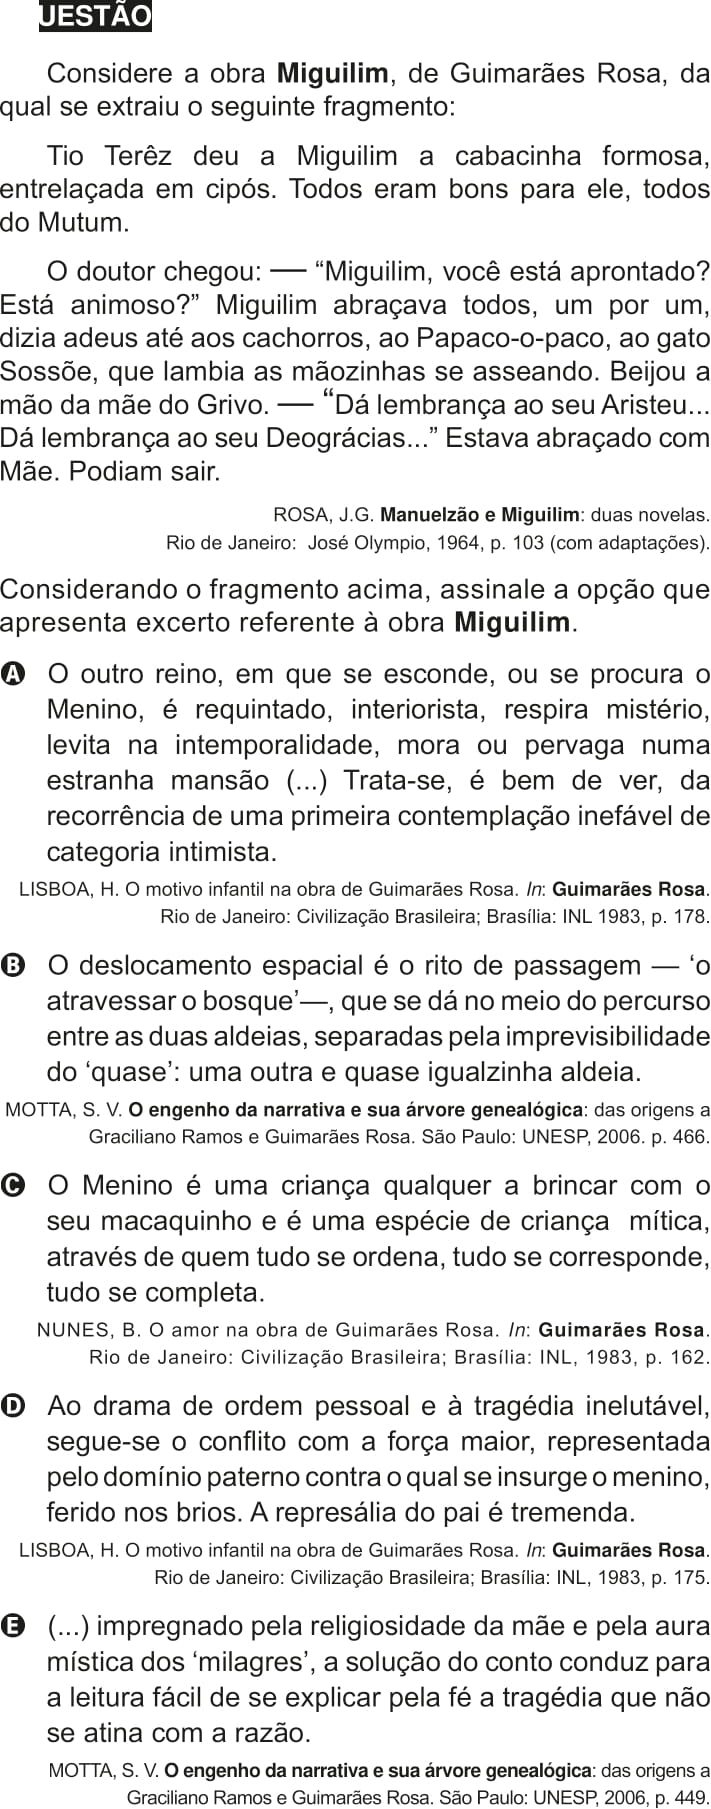 UESTÃO
Considere a obra Miguilim, de Guimarães Rosa, da
qual se extraiu o seguinte fragmento:
Tio Terêz deu a Miguilim a cabacinha formosa,
entrelaçada em cipós. Todos eram bons para ele, todos
do Mutum.
O doutor chegou: — “Miguilim, você está aprontado?
Está animoso?” Miguilim abraçava todos, um por um,
dizia adeus até aos cachorros, ao Papaco-o-paco, ao gato
Sossõe, que lambia as mãozinhas se asseando. Beijou a
mão da mãe do Grivo. — “Dá lembrança ao seu Aristeu...
Dá lembrança ao seu Deográcias...” Estava abraçado com
Mãe. Podiam sair.
ROSA, J.G. Manuelzão e Miguilim: duas novelas.
Rio de Janeiro: José Olympio, 1964, p. 103 (com adaptações).
Considerando o fragmento acima, assinale a opção que
apresenta excerto referente à obra Miguilim.
A O outro reino, em que se esconde, ou se procura o
Menino, é requintado, interiorista, respira mistério,
levita na intemporalidade, mora ou pervaga numa
estranha mansão (...) Trata-se, é bem de ver, da
recorrência de uma primeira contemplação inefável de
categoria intimista.
LISBOA, H. O motivo infantil na obra de Guimarães Rosa. In: Guimarães Rosa.
Rio de Janeiro: Civilização Brasileira; Brasília: INL 1983, p. 178.
B O deslocamento espacial é o rito de passagem — ‘o
atravessar o bosque’—, que se dá no meio do percurso
entre as duas aldeias, separadas pela imprevisibilidade
do ‘quase’: uma outra e quase igualzinha aldeia.
MOTTA, S. V. O engenho da narrativa e sua árvore genealógica: das origens a
Graciliano Ramos e Guimarães Rosa. São Paulo: UNESP, 2006. p. 466.
C O Menino é uma criança qualquer a brincar com o
seu macaquinho e é uma espécie de criança mítica,
através de quem tudo se ordena, tudo se corresponde,
tudo se completa.
NUNES, B. O amor na obra de Guimarães Rosa. In: Guimarães Rosa.
Rio de Janeiro: Civilização Brasileira; Brasília: INL, 1983, p. 162.
D Ao drama de ordem pessoal e à tragédia inelutável,
segue-se o conflito com a força maior, representada
pelo domínio paterno contra o qual se insurge o menino,
ferido nos brios. A represália do pai é tremenda.
LISBOA, H. O motivo infantil na obra de Guimarães Rosa. In: Guimarães Rosa.
Rio de Janeiro: Civilização Brasileira; Brasília: INL, 1983, p. 175.
E (...) impregnado pela religiosidade da mãe e pela aura
mística dos ‘milagres’, a solução do conto conduz para
a leitura fácil de se explicar pela fé a tragédia que não
se atina com a razão.
MOTTA, S. V. O engenho da narrativa e sua árvore genealógica: das origens a
Graciliano Ramos e Guimarães Rosa. São Paulo: UNESP, 2006, p. 449.